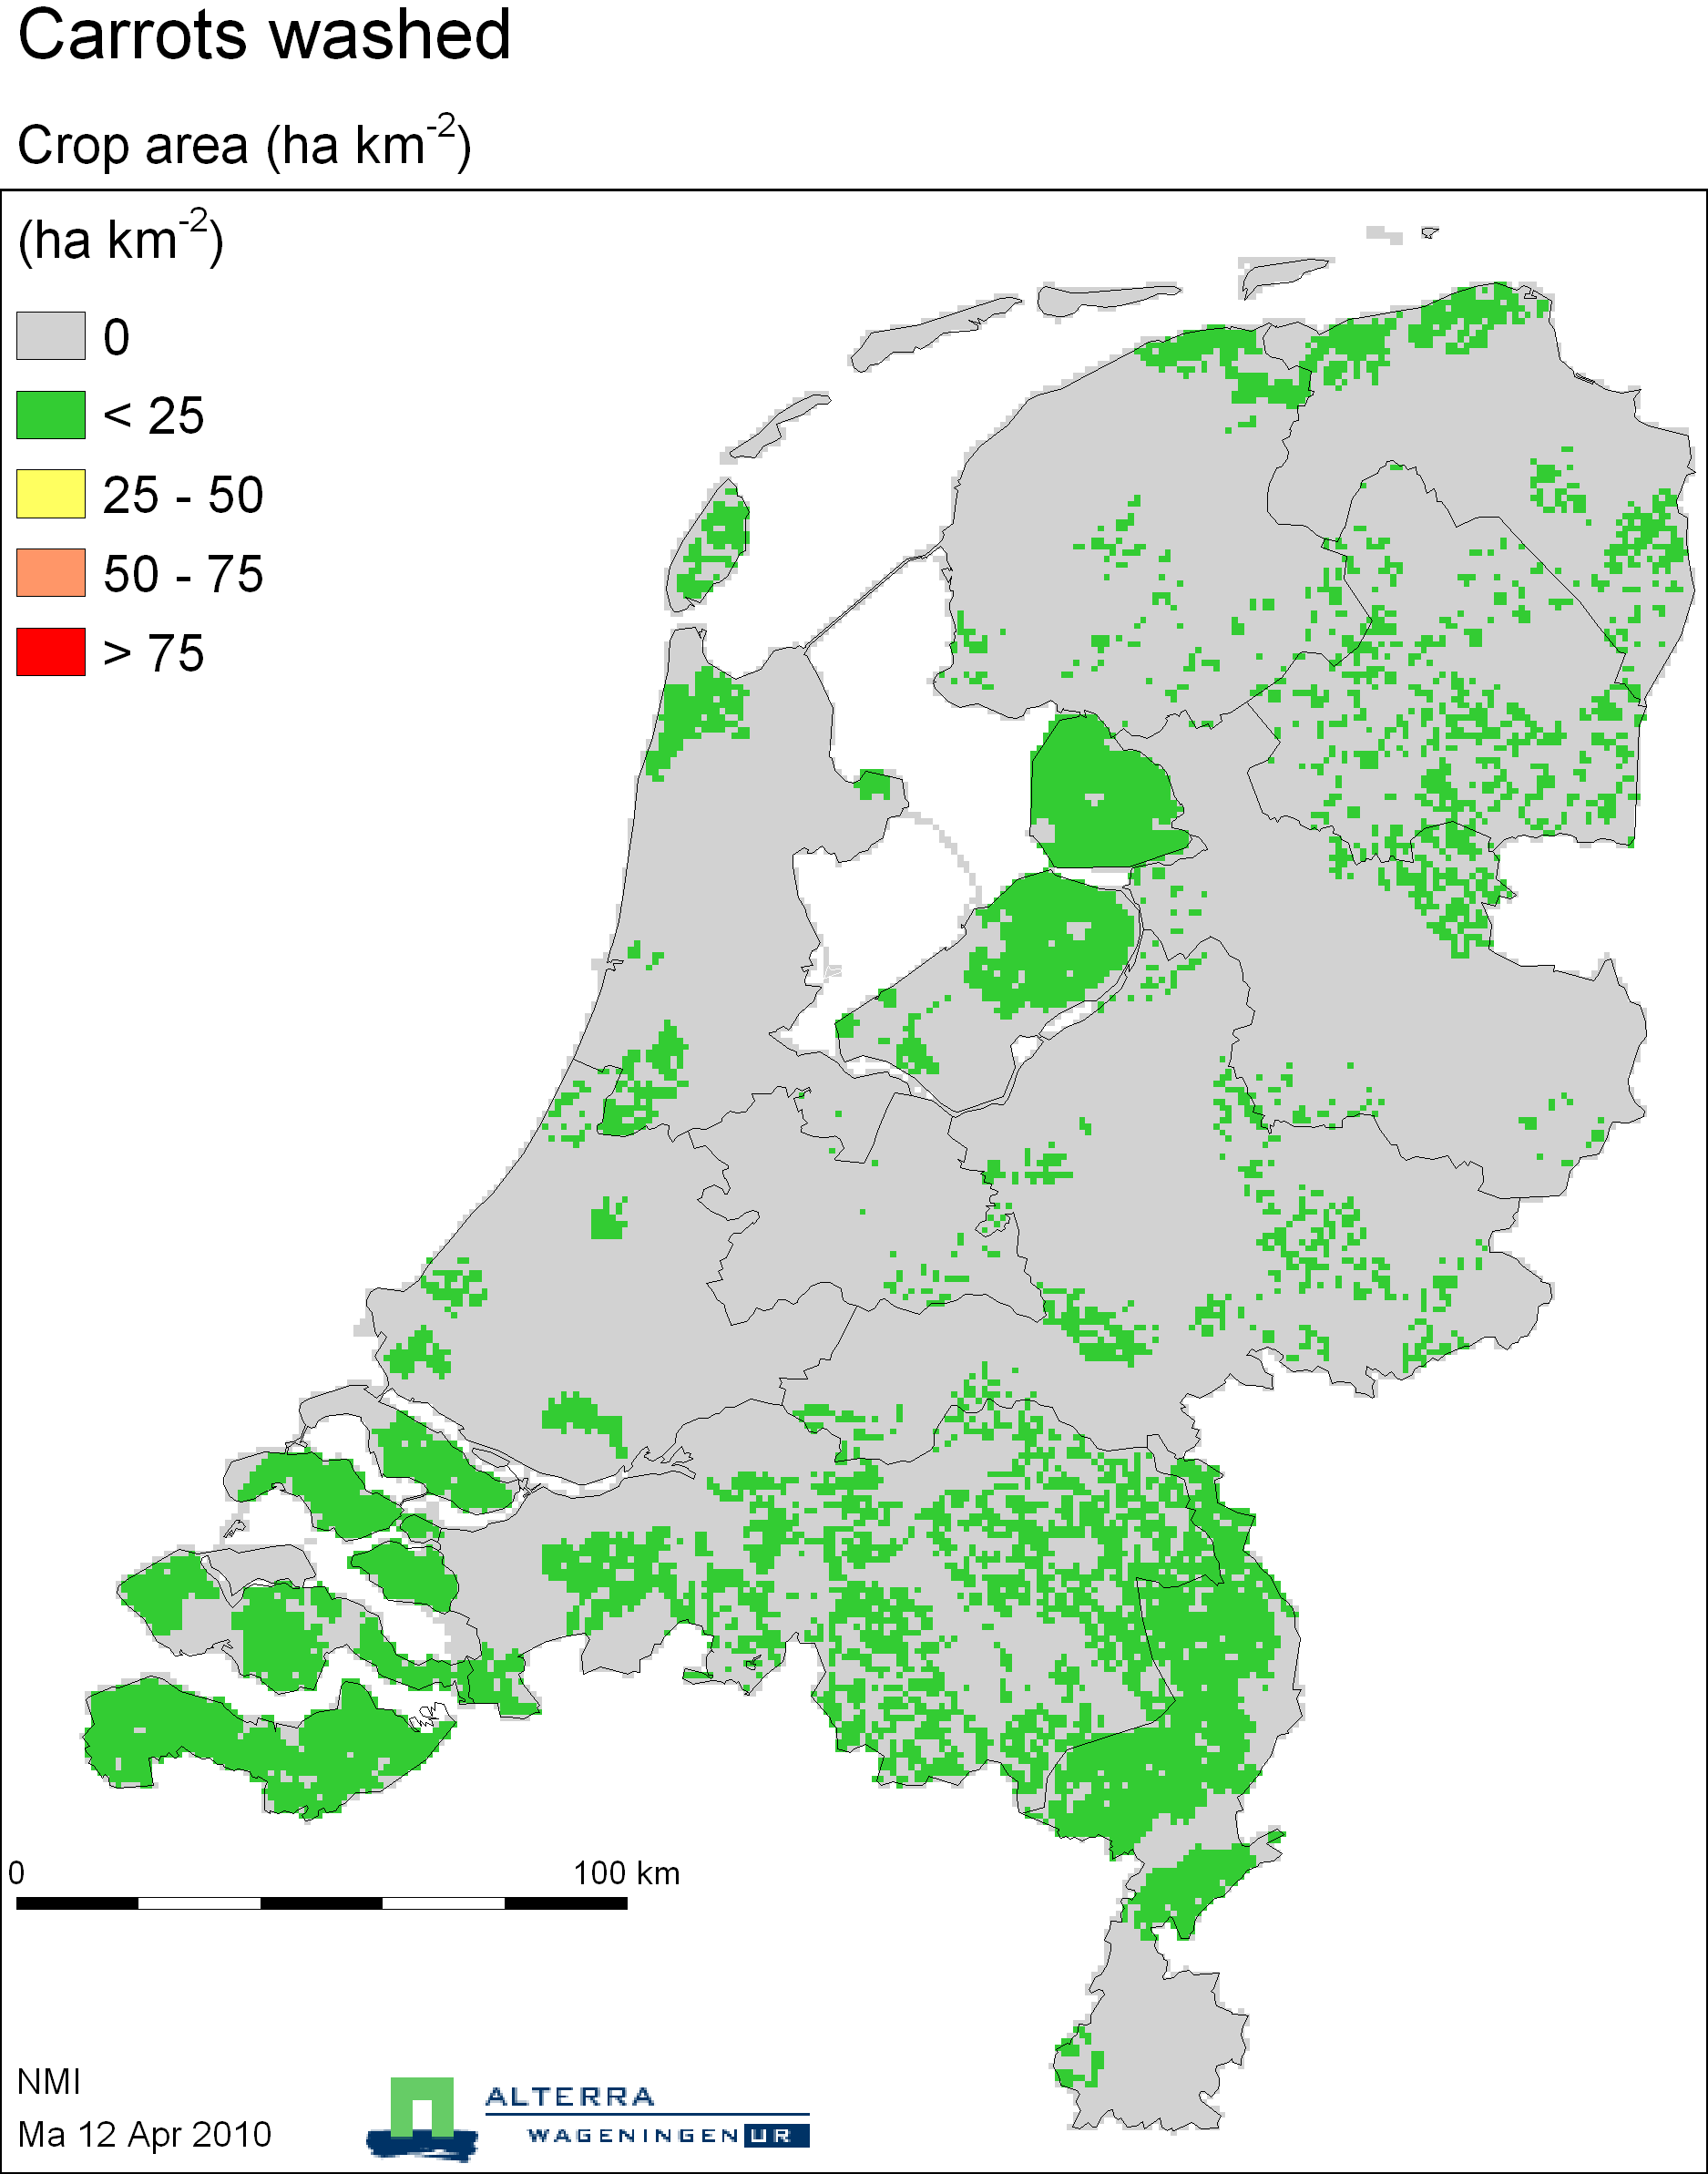 Carrots washed
Crop area (ha km-2)
(ha km-2)
0
< 25
25 - 50
50 - 75
> 75
0 100 km
NMI
Ma 12 Apr 2010
ALTERRA
WAGENINGEN UR